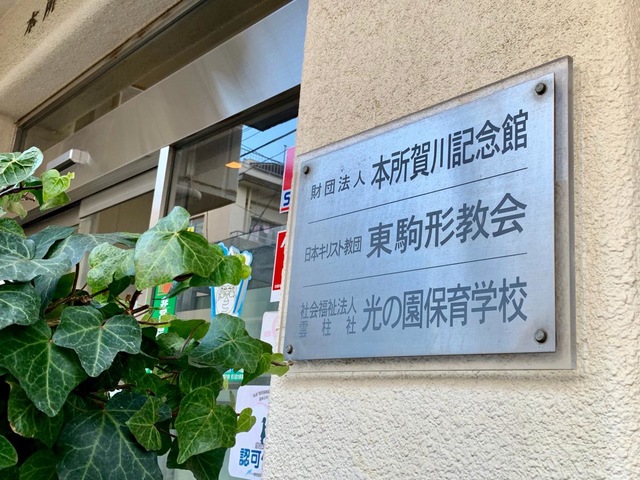 財団法人 本所賀川記念館
日本キリスト教団 東駒形教会
社会福祉法人 光の園保育学校
雲柱社
認可